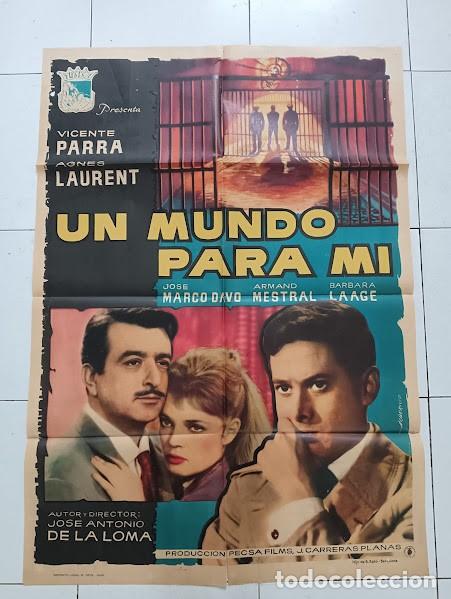 Presenta
VICENTE
PARRA
AGNES
LAURENT
UN MUNDO
PARA MI
JOSE ARMAND BARBARA
MARCO DAVO MESTRAL LAAGE
AUTOR Y DIRECTOR:
JOSE ANTONIO
DE LA LOMA
PRODUCCION PECSA FILMS, J. CARRERAS PLANAS
todocoleccion.net